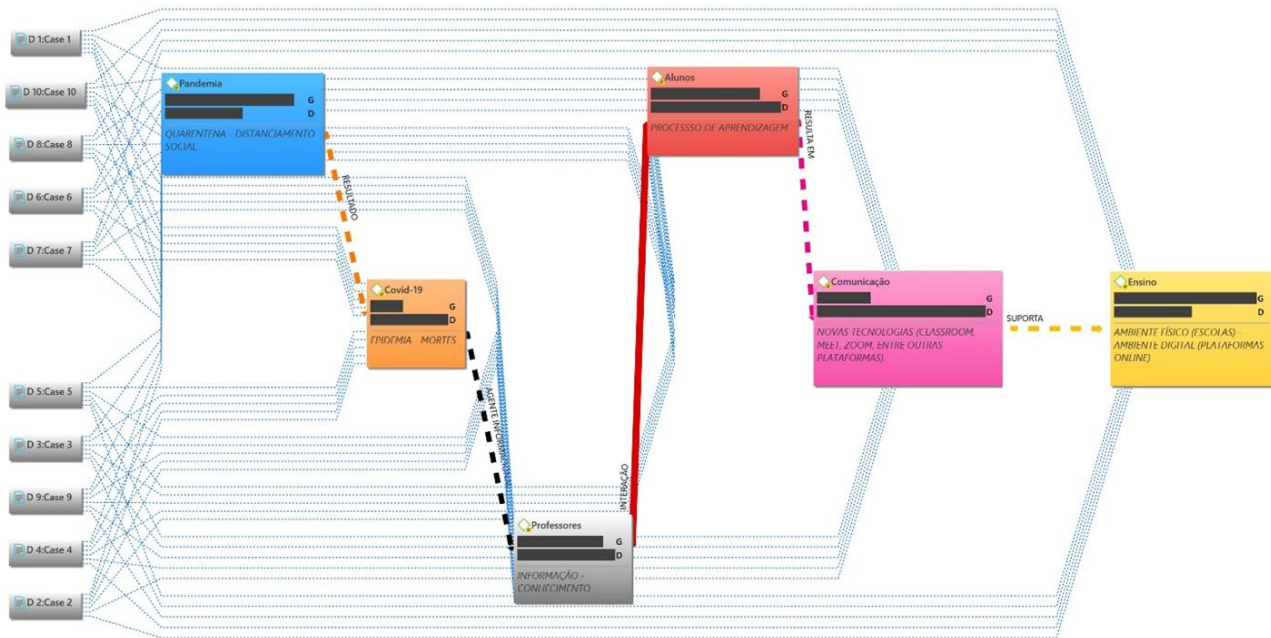 D 1:Case 1
D 10:Case 10
D 8:Case 8
D 6:Case 6
D 7:Case 7
D 5:Case 5
D 3:Case 3
D 9:Case 9
D 4:Case 4
D 2:Case 2
Pandemia
G
D
QUARENTENA - DISTANCIAMENTO
SOCIAL
RESULTADO
Covid-19
G
D
EPIDEMIA - MORTES
AGENTE INFORMACIONAL
Professores
G
D
INFORMAÇÃO -
CONHECIMENTO
INTERAÇÃO
Alunos
G
D
PROCESSSO DE APRENDIZAGEM
RESULTA EM
Comunicação
G
D
NOVAS TECNOLOGIAS (CLASSROOM,
MEET, ZOOM, ENTRE OUTRAS
PLATAFORMAS).
SUPORTA
Ensino
G
D
AMBIENTE FÍSICO (ESCOLAS) -
AMBIENTE DIGITAL (PLATAFORMAS
ONLINE)